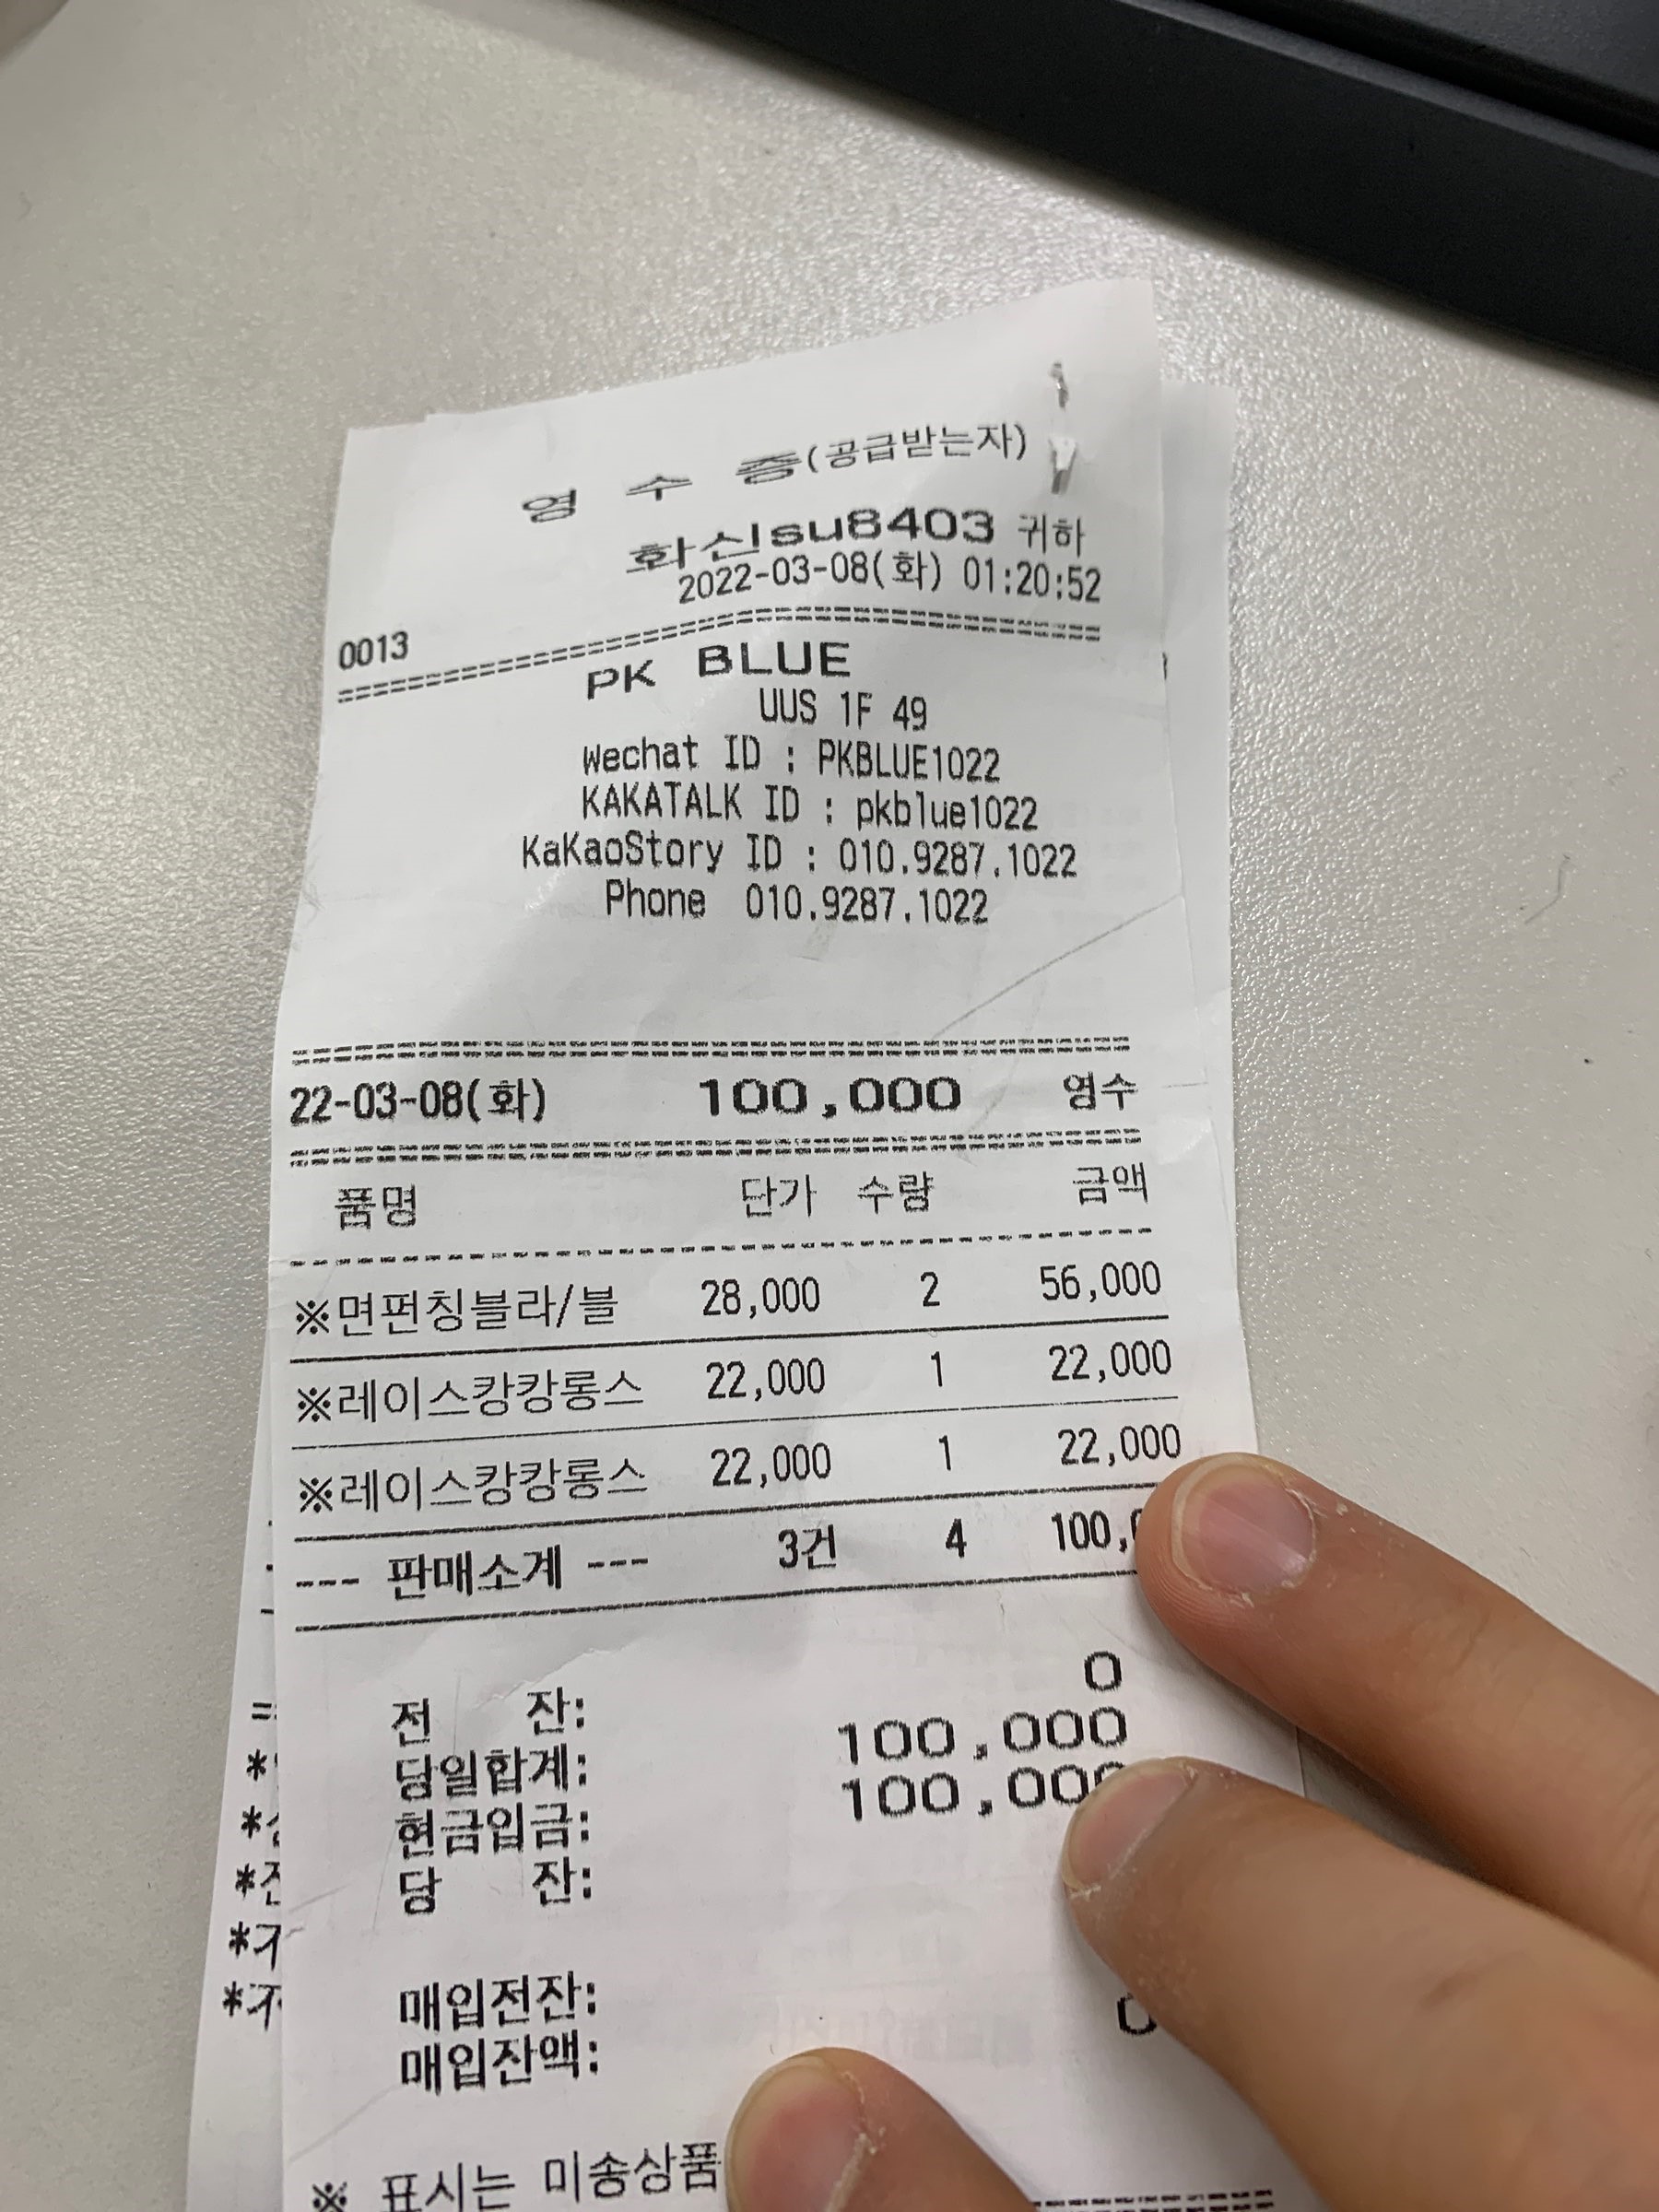 영 수 증(공급받는자)
화신su8403 귀하
2022-03-08(화) 01:20:52
0013
PK BLUE
UUS 1F 49
Wechat ID : PKBLUE1022
KAKATALK ID : pkblue1022
KaKaoStory ID : 010.9287.1022
Phone 010.9287.1022
22-03-08(화) 100,000 영수
품명 단가 수량 금액
※면펀칭블라/블 28,000 2 56,000
※레이스캉캉롱스 22,000 1 22,000
※레이스캉캉롱스 22,000 1 22,000
--- 판매소계 --- 3건 4 100,
전 잔: 0
당일합계: 100,000
현금입금: 100,000
당 잔:
매입전잔:
매입잔액: 0
※ 표시는 미송상품